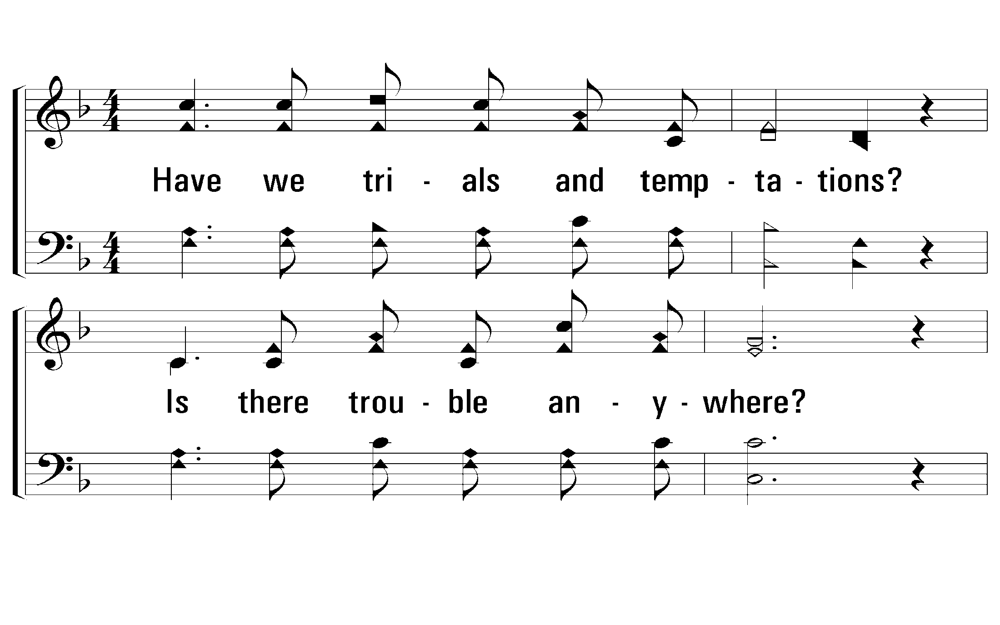 Have we tri - als and temp - ta - tions?
Is there trou - ble an - y - where?